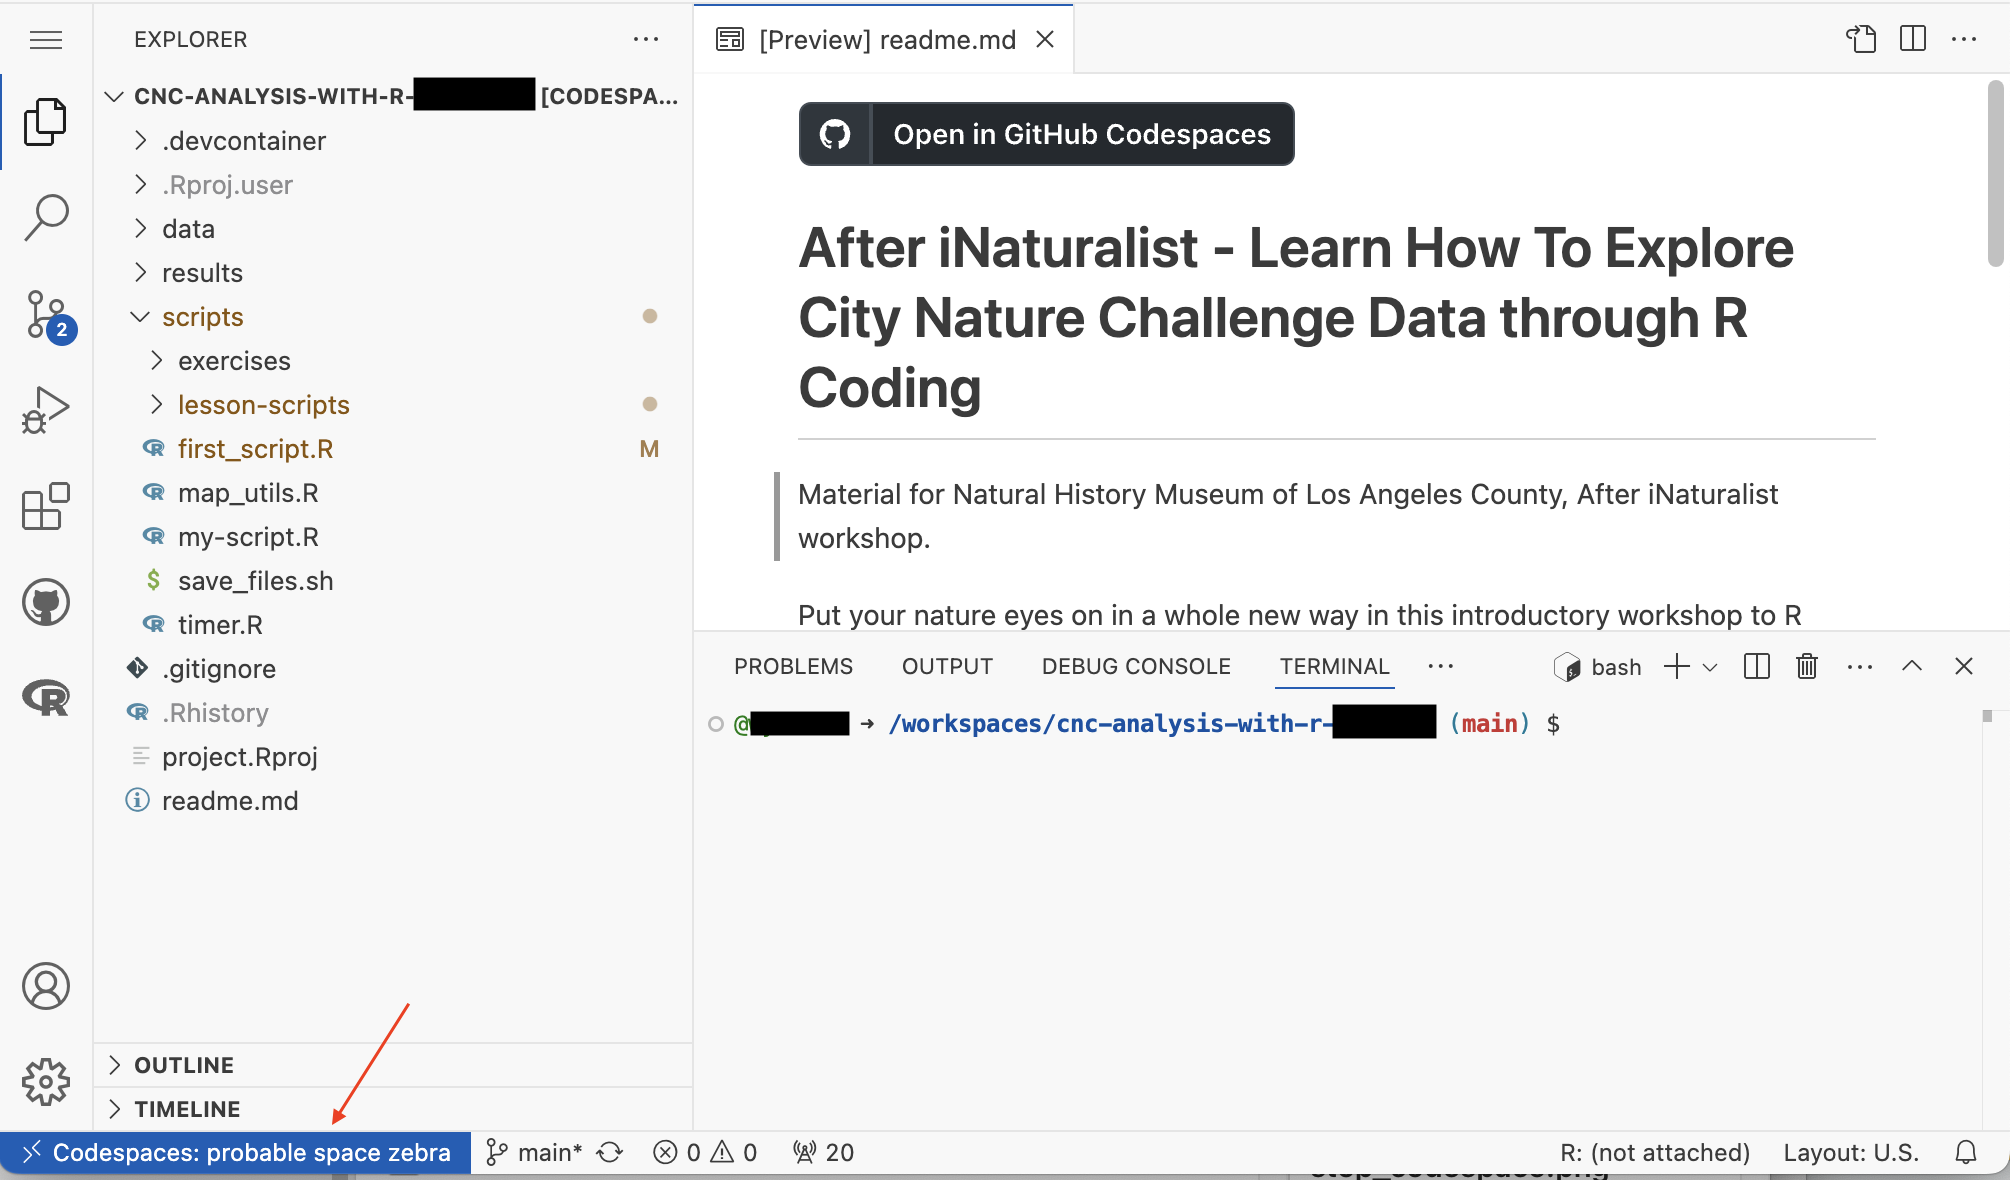 EXPLORER
CNC-ANALYSIS-WITH-R- [CODESPA...
.devcontainer
.Rproj.user
data
results
scripts
exercises
lesson-scripts
first_script.R M
map_utils.R
my-script.R
$ save_files.sh
timer.R
.gitignore
.Rhistory
project.Rproj
readme.md
OUTLINE
TIMELINE
2
[Preview] readme.md
Open in GitHub Codespaces
After iNaturalist - Learn How To Explore
City Nature Challenge Data through R
Coding
Material for Natural History Museum of Los Angeles County, After iNaturalist
workshop.
Put your nature eyes on in a whole new way in this introductory workshop to R
PROBLEMS OUTPUT DEBUG CONSOLE TERMINAL ... bash
@ → /workspaces/cnc-analysis-with-r- (main) $
Codespaces: probable space zebra main* 0 0 20 R: (not attached) Layout: U.S.
stop_codespace.png